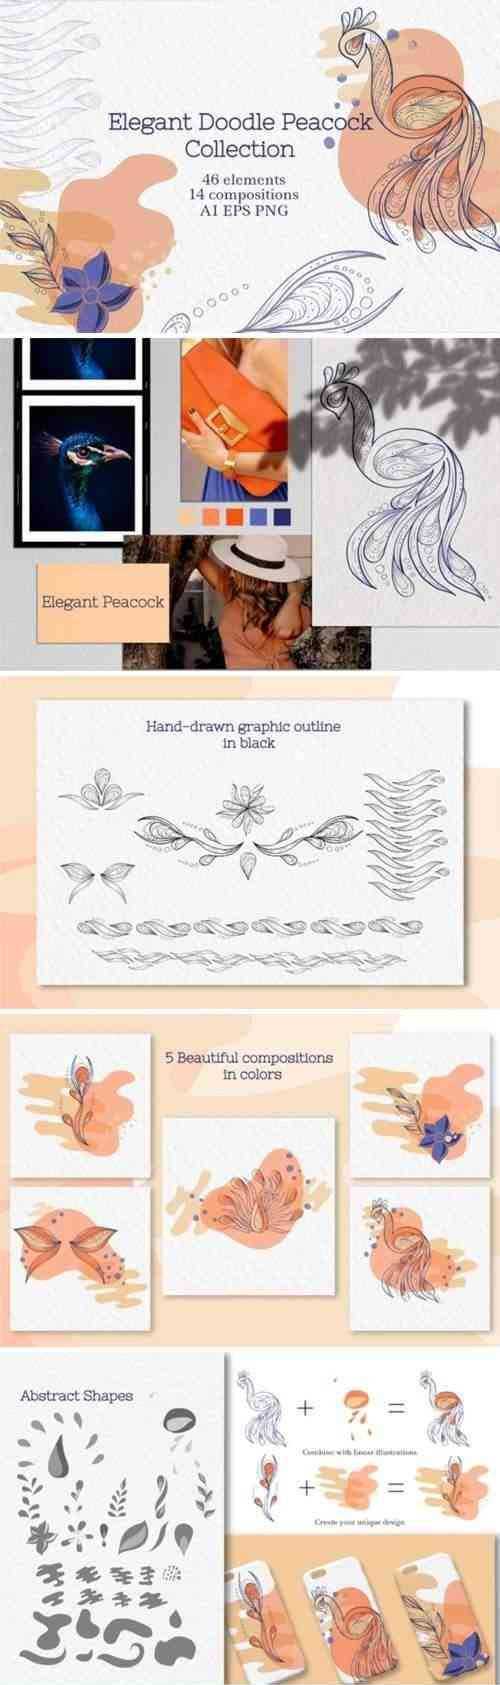 Elegant Doodle Peacock
Collection
46 elements
14 compositions
AI EPS PNG
Elegant Peacock
Hand-drawn graphic outline
in black
5 Beautiful compositions
in colors
Abstract Shapes
Combine with linear illustrations
Create your unique design